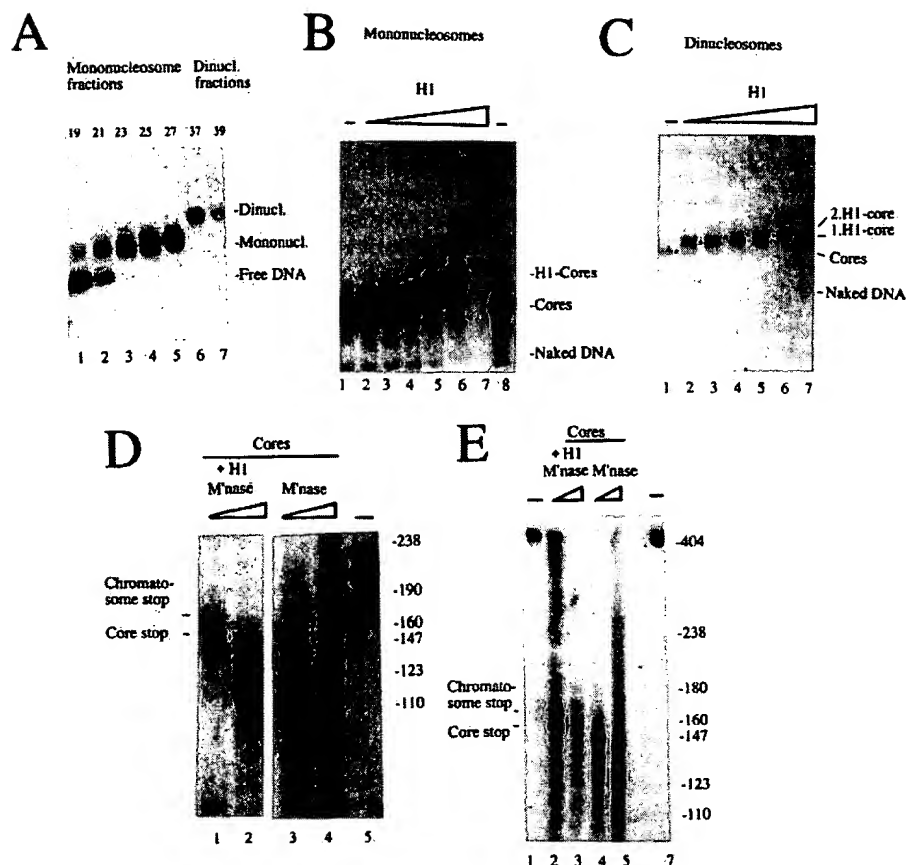 A
Mononucleosome
fractions
Dinucl.
fractions
19 21 23 25 27 37 39
-Dinucl.
-Mononucl.
-Free DNA
1 2 3 4 5 6 7
B
Mononucleosomes
H1
– –
-H1-Cores
-Cores
-Naked DNA
1 2 3 4 5 6 7 8
C
Dinucleosomes
H1
–
2.H1-core
1.H1-core
Cores
Naked DNA
1 2 3 4 5 6 7
D
Cores
+ H1
M'nase M'nase –
Chromato-
some stop
Core stop
-238
-190
-160
-147
-123
-110
1 2 3 4 5
E
Cores
+ H1
M'nase M'nase
– –
Chromato-
some stop
Core stop
-404
-238
-180
-160
-147
-123
-110
1 2 3 4 5 7